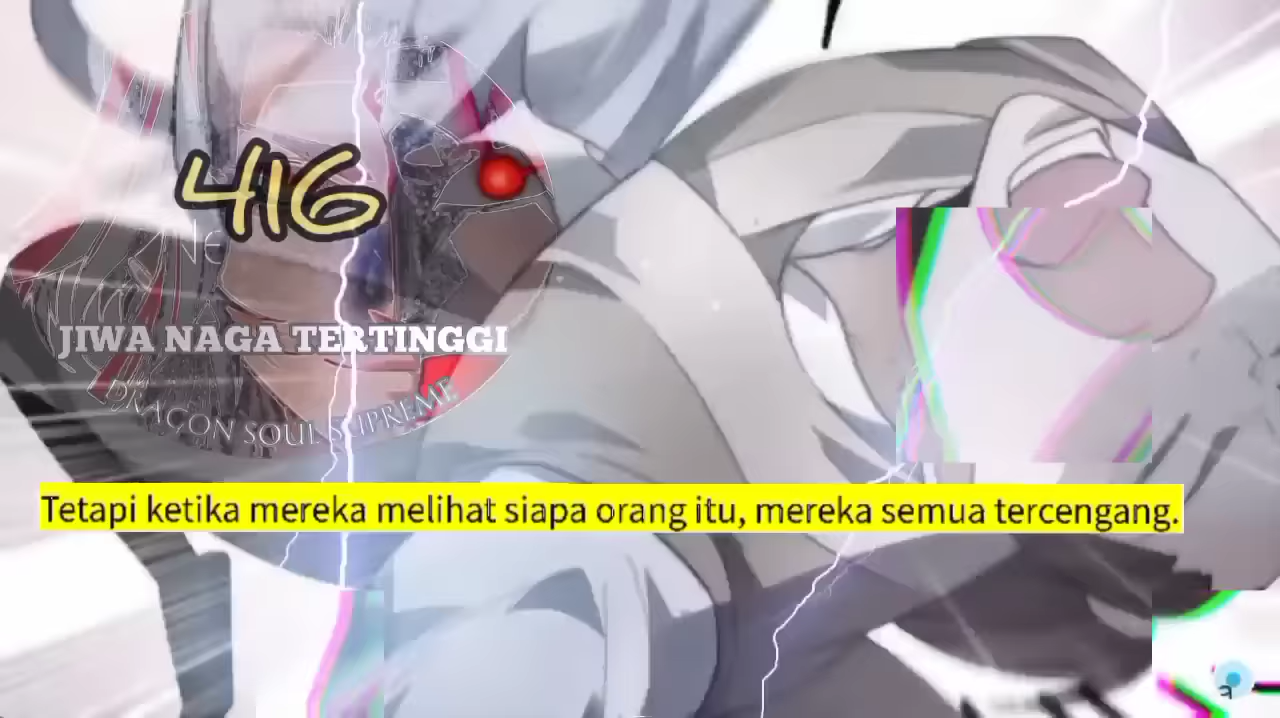 416
JIWA NAGA TERTINGGI
DRAGON SOUL SUPREME
Tetapi ketika mereka melihat siapa orang itu, mereka semua tercengang.